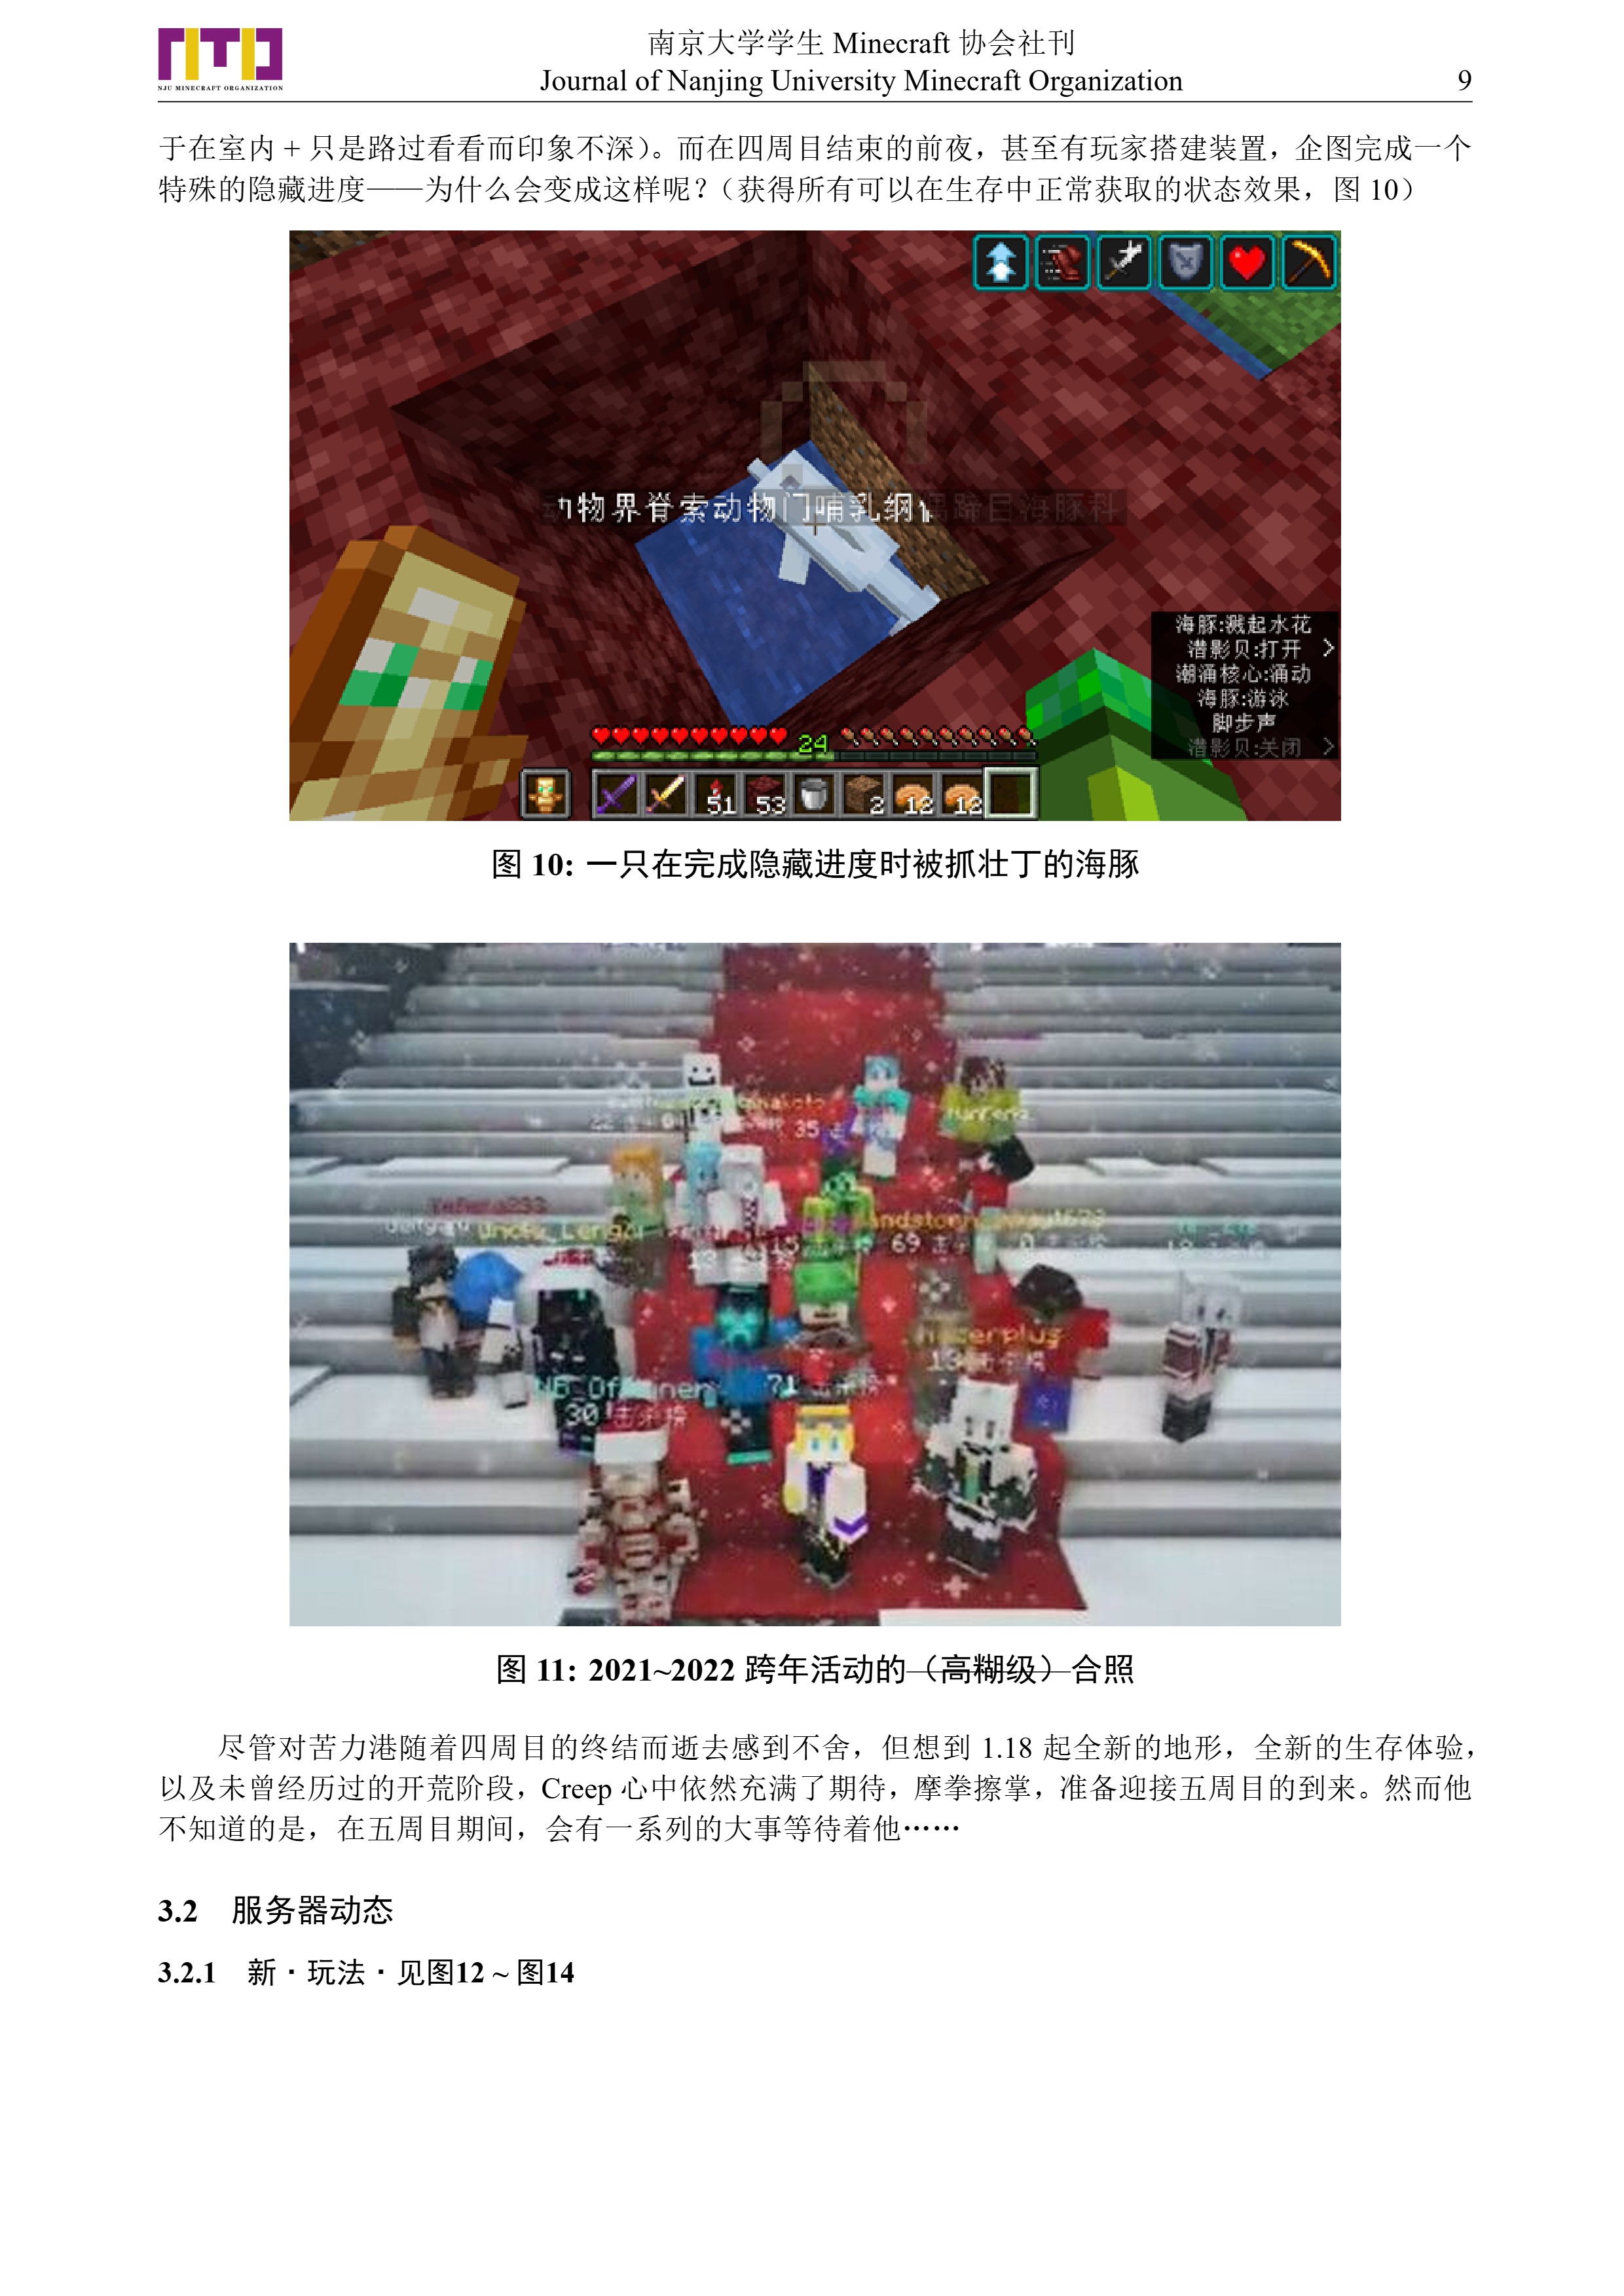 NJU MINECRAFT ORGANIZATION
南京大学学生 Minecraft 协会社刊
Journal of Nanjing University Minecraft Organization
9
于在室内 + 只是路过看看而印象不深）。而在四周目结束的前夜，甚至有玩家搭建装置，企图完成一个
特殊的隐藏进度——为什么会变成这样呢？（获得所有可以在生存中正常获取的状态效果，图 10）
动物界脊索动物门哺乳纲偶蹄目海豚科
海豚:溅起水花
潜影贝:打开 >
潮涌核心:涌动
海豚:游泳
脚步声
潜影贝:关闭 >
24
51 53 2 12 12
图 10: 一只在完成隐藏进度时被抓壮丁的海豚
35
69
13
30 击杀榜
71 击杀榜
图 11: 2021~2022 跨年活动的（高糊级）合照
尽管对苦力港随着四周目的终结而逝去感到不舍，但想到 1.18 起全新的地形，全新的生存体验，
以及未曾经历过的开荒阶段，Creep 心中依然充满了期待，摩拳擦掌，准备迎接五周目的到来。然而他
不知道的是，在五周目期间，会有一系列的大事等待着他……
3.2 服务器动态
3.2.1 新・玩法・见图12 ~ 图14